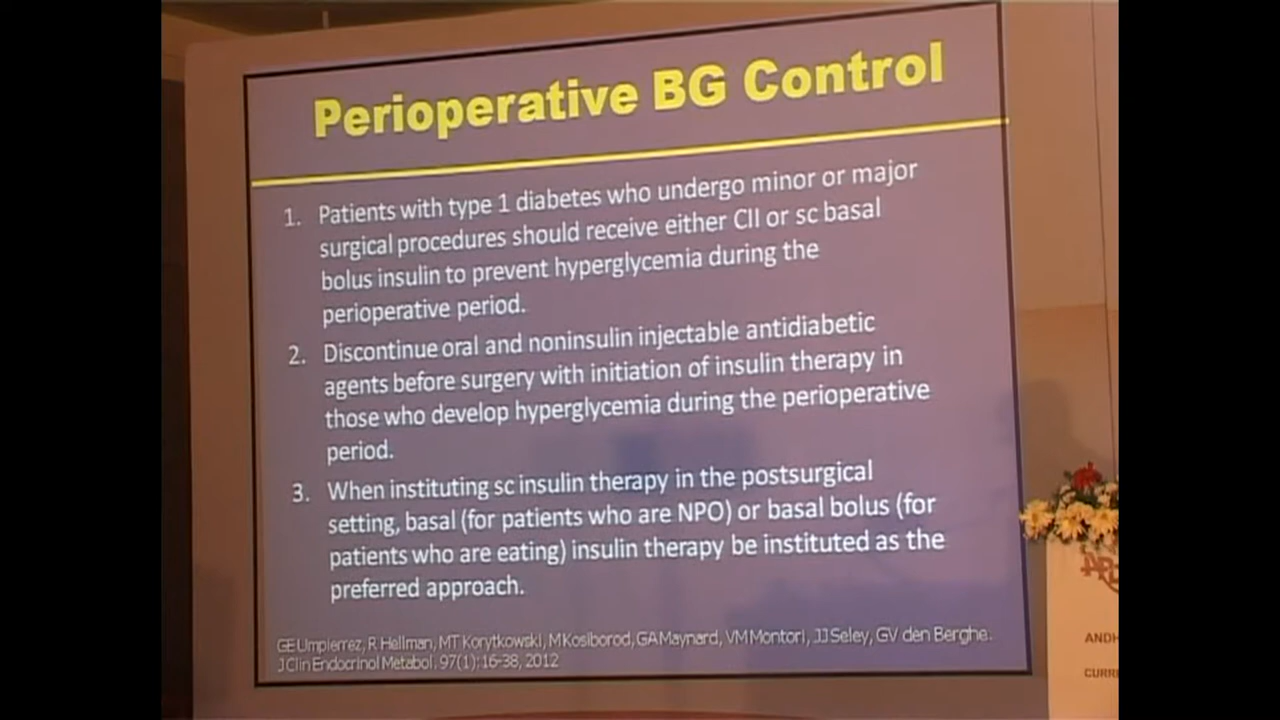 Perioperative BG Control
1. Patients with type 1 diabetes who undergo minor or major
surgical procedures should receive either CII or sc basal
bolus insulin to prevent hyperglycemia during the
perioperative period.
2. Discontinue oral and noninsulin injectable antidiabetic
agents before surgery with initiation of insulin therapy in
those who develop hyperglycemia during the perioperative
period.
3. When instituting sc insulin therapy in the postsurgical
setting, basal (for patients who are NPO) or basal bolus (for
patients who are eating) insulin therapy be instituted as the
preferred approach.
GE Umpierrez, R Hellman, MT Korytkowski, M Kosiborod, GA Maynard, VM Montori, JJ Seley, GV den Berghe.
J Clin Endocrinol Metabol. 97(1):16-38, 2012
ANDH
CURRE